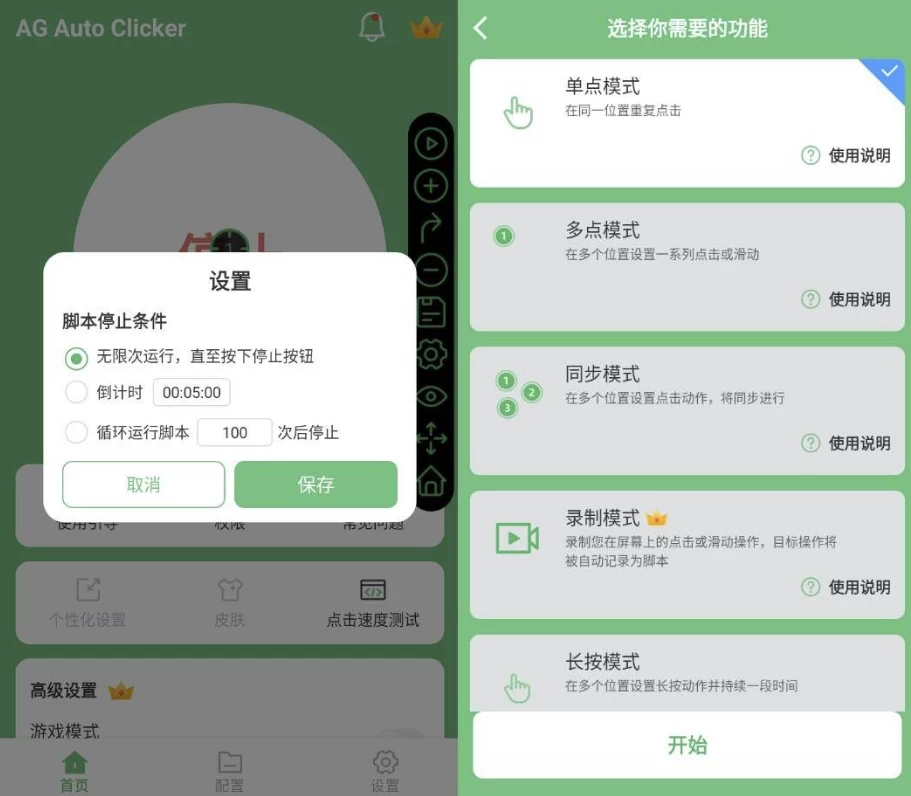 AG Auto Clicker
1
设置
脚本停止条件
无限次运行，直至按下停止按钮
倒计时 00:05:00
循环运行脚本 100 次后停止
取消 保存
使用引导 权限 常见问题
个性化设置 皮肤 点击速度测试
高级设置
游戏模式
首页 配置 设置
选择你需要的功能
单点模式
在同一位置重复点击
? 使用说明
1 多点模式
在多个位置设置一系列点击或滑动
? 使用说明
1 2 3 同步模式
在多个位置设置点击动作，将同步进行
? 使用说明
录制模式
录制您在屏幕上的点击或滑动操作，目标操作将
被自动记录为脚本
? 使用说明
长按模式
在多个位置设置长按动作并持续一段时间
开始